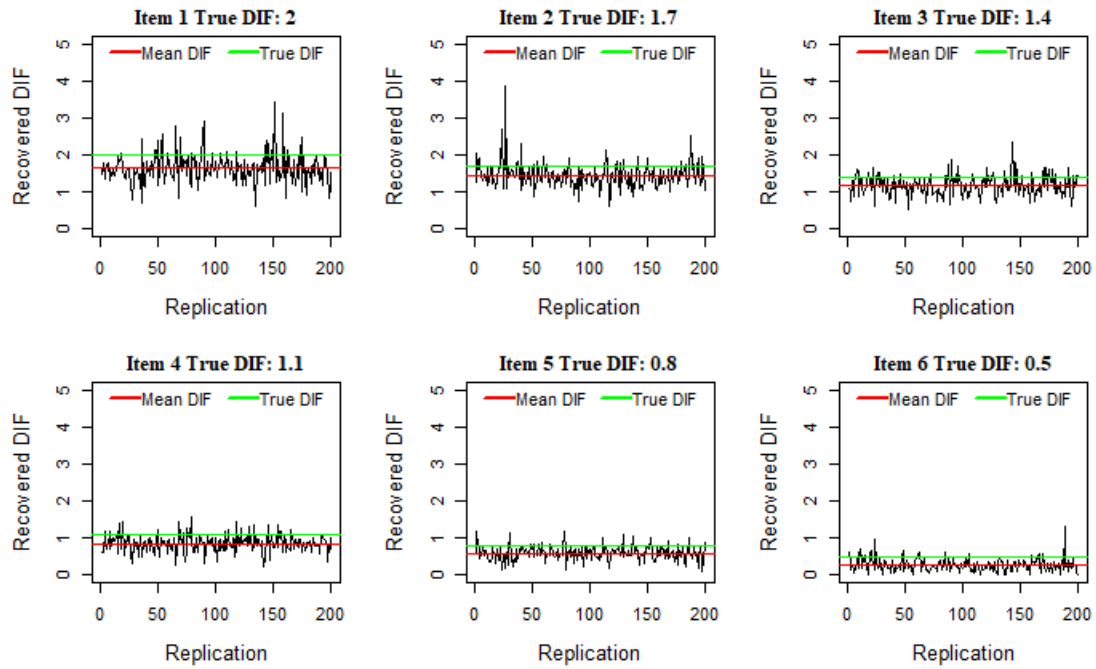 Item 1 True DIF: 2
Mean DIF True DIF
5
4
3
2
1
0
Recovered DIF
0 50 100 150 200
Replication
Item 2 True DIF: 1.7
Mean DIF True DIF
5
4
3
2
1
0
Recovered DIF
0 50 100 150 200
Replication
Item 3 True DIF: 1.4
Mean DIF True DIF
5
4
3
2
1
0
Recovered DIF
0 50 100 150 200
Replication
Item 4 True DIF: 1.1
Mean DIF True DIF
5
4
3
2
1
0
Recovered DIF
0 50 100 150 200
Replication
Item 5 True DIF: 0.8
Mean DIF True DIF
5
4
3
2
1
0
Recovered DIF
0 50 100 150 200
Replication
Item 6 True DIF: 0.5
Mean DIF True DIF
5
4
3
2
1
0
Recovered DIF
0 50 100 150 200
Replication